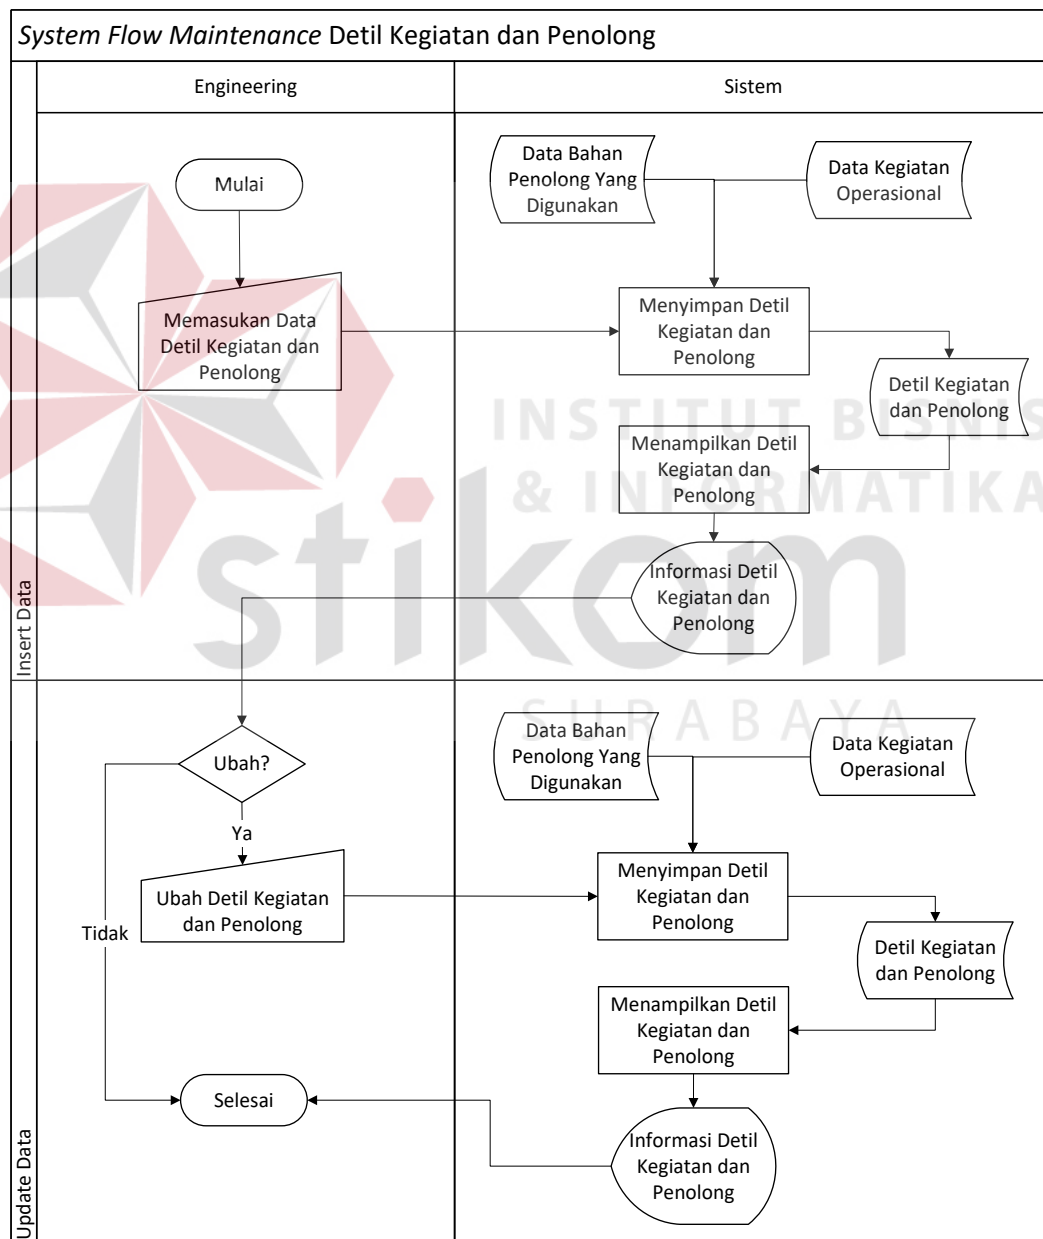 System Flow Maintenance Detil Kegiatan dan Penolong
Engineering
Sistem
Insert Data
Mulai
Data Bahan
Penolong Yang
Digunakan
Data Kegiatan
Operasional
Memasukan Data
Detil Kegiatan dan
Penolong
Menyimpan Detil
Kegiatan dan
Penolong
Detil Kegiatan
dan Penolong
Menampilkan Detil
Kegiatan dan
Penolong
Informasi Detil
Kegiatan dan
Penolong
INSTITUT BISNIS
& INFORMATIKA
stikom
SURABAYA
Update Data
Ubah?
Ya
Tidak
Data Bahan
Penolong Yang
Digunakan
Data Kegiatan
Operasional
Ubah Detil Kegiatan
dan Penolong
Menyimpan Detil
Kegiatan dan
Penolong
Detil Kegiatan
dan Penolong
Menampilkan Detil
Kegiatan dan
Penolong
Selesai
Informasi Detil
Kegiatan dan
Penolong